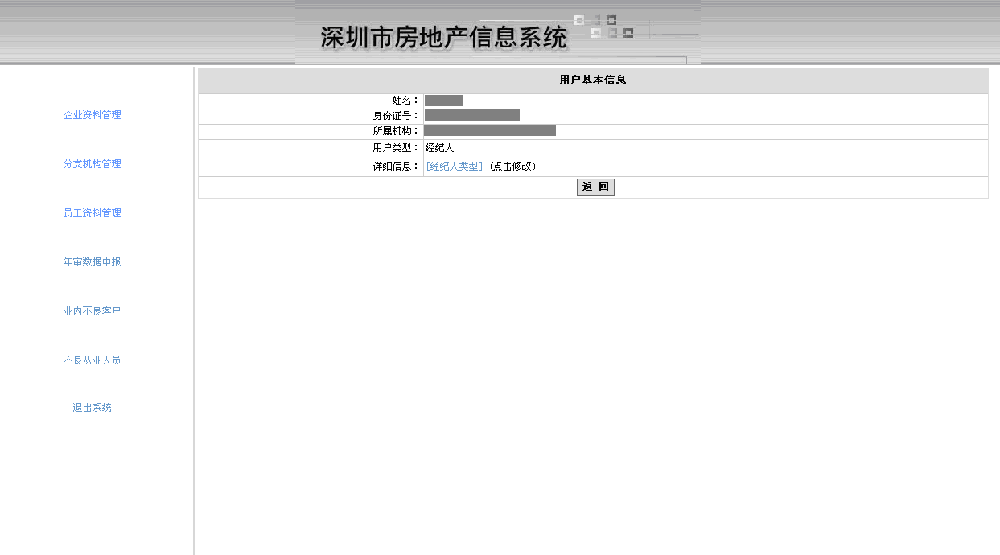 深圳市房地产信息系统
企业资料管理
分支机构管理
员工资料管理
年审数据申报
业内不良客户
不良从业人员
退出系统
用户基本信息
姓名：
身份证号：
所属机构：
用户类型： 经纪人
详细信息： [经纪人类型] (点击修改)
返 回